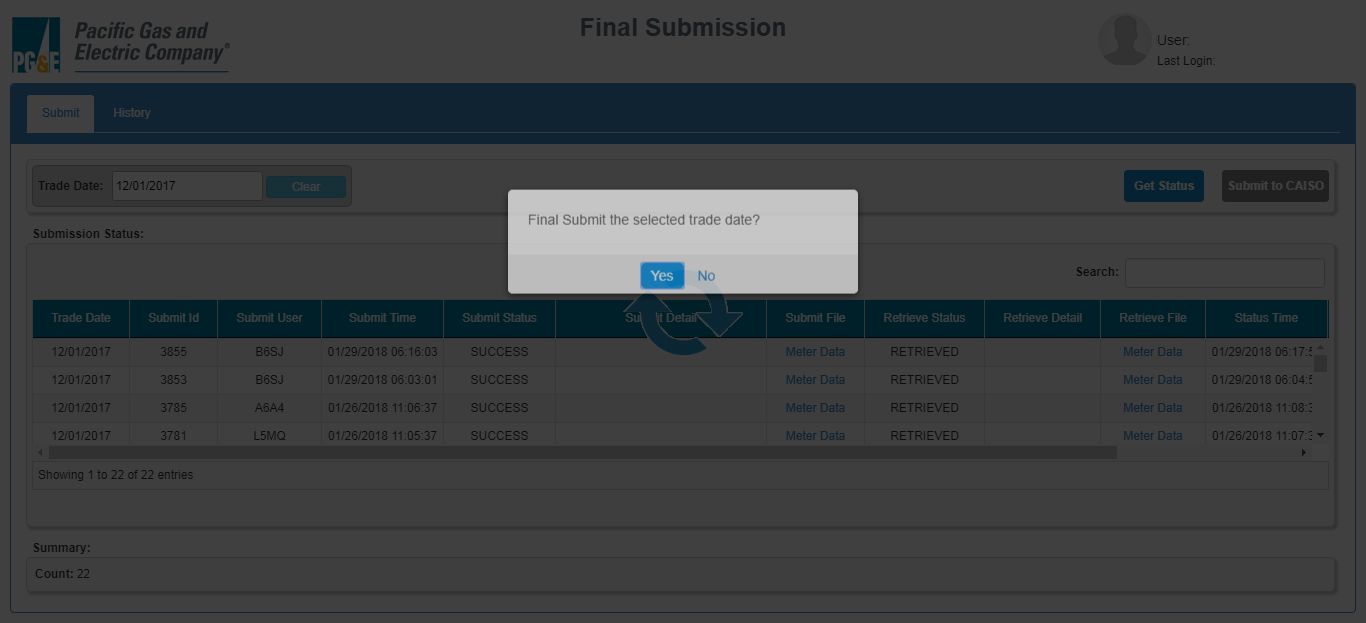 Pacific Gas and
Electric Company®
PG&E
Final Submission
User:
Last Login:
Submit History
Trade Date: 12/01/2017 Clear Get Status Submit to CAISO
Final Submit the selected trade date?
Yes No
Submission Status:
Search:
Trade Date Submit Id Submit User Submit Time Submit Status Submit Detail Submit File Retrieve Status Retrieve Detail Retrieve File Status Time
12/01/2017 3855 B6SJ 01/29/2018 06:16:03 SUCCESS Meter Data RETRIEVED Meter Data 01/29/2018 06:17:5
12/01/2017 3853 B6SJ 01/29/2018 06:03:01 SUCCESS Meter Data RETRIEVED Meter Data 01/29/2018 06:04:5
12/01/2017 3785 A6A4 01/26/2018 11:06:37 SUCCESS Meter Data RETRIEVED Meter Data 01/26/2018 11:08:3
12/01/2017 3781 L5MQ 01/26/2018 11:05:37 SUCCESS Meter Data RETRIEVED Meter Data 01/26/2018 11:07:3
Showing 1 to 22 of 22 entries
Summary:
Count: 22